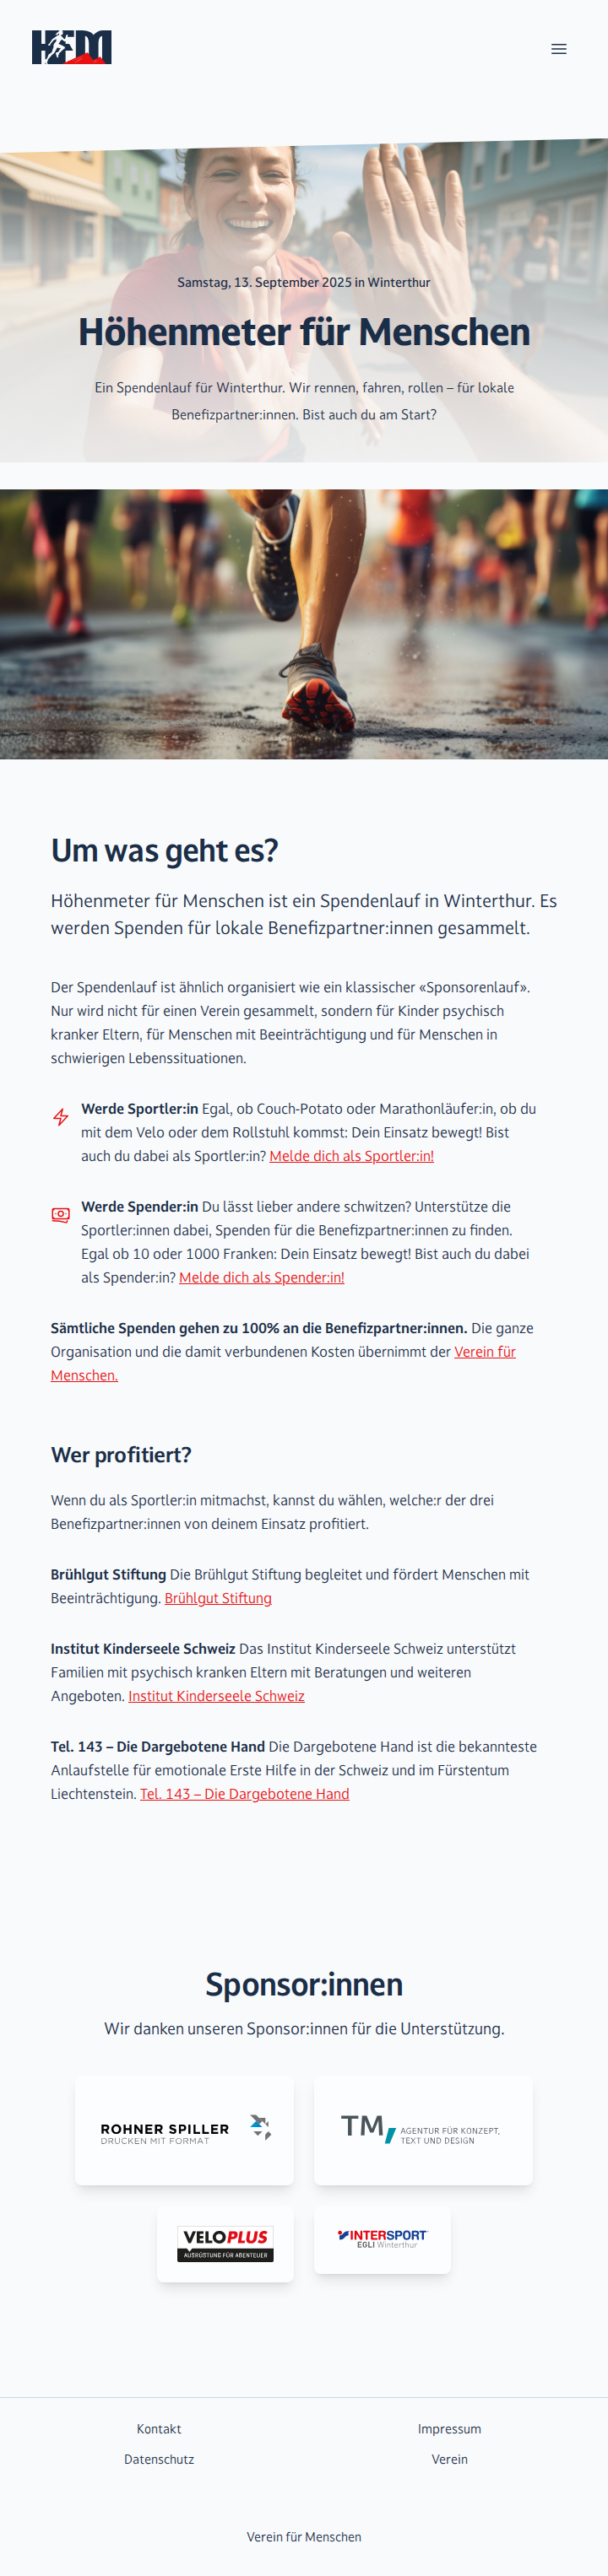 HFM
Samstag, 13. September 2025 in Winterthur
Höhenmeter für Menschen
Ein Spendenlauf für Winterthur. Wir rennen, fahren, rollen – für lokale
Benefizpartner:innen. Bist auch du am Start?
Um was geht es?
Höhenmeter für Menschen ist ein Spendenlauf in Winterthur. Es
werden Spenden für lokale Benefizpartner:innen gesammelt.
Der Spendenlauf ist ähnlich organisiert wie ein klassischer «Sponsorenlauf».
Nur wird nicht für einen Verein gesammelt, sondern für Kinder psychisch
kranker Eltern, für Menschen mit Beeinträchtigung und für Menschen in
schwierigen Lebenssituationen.
Werde Sportler:in Egal, ob Couch-Potato oder Marathonläufer:in, ob du
mit dem Velo oder dem Rollstuhl kommst: Dein Einsatz bewegt! Bist
auch du dabei als Sportler:in? Melde dich als Sportler:in!
Werde Spender:in Du lässt lieber andere schwitzen? Unterstütze die
Sportler:innen dabei, Spenden für die Benefizpartner:innen zu finden.
Egal ob 10 oder 1000 Franken: Dein Einsatz bewegt! Bist auch du dabei
als Spender:in? Melde dich als Spender:in!
Sämtliche Spenden gehen zu 100% an die Benefizpartner:innen. Die ganze
Organisation und die damit verbundenen Kosten übernimmt der Verein für
Menschen.
Wer profitiert?
Wenn du als Sportler:in mitmachst, kannst du wählen, welche:r der drei
Benefizpartner:innen von deinem Einsatz profitiert.
Brühlgut Stiftung Die Brühlgut Stiftung begleitet und fördert Menschen mit
Beeinträchtigung. Brühlgut Stiftung
Institut Kinderseele Schweiz Das Institut Kinderseele Schweiz unterstützt
Familien mit psychisch kranken Eltern mit Beratungen und weiteren
Angeboten. Institut Kinderseele Schweiz
Tel. 143 – Die Dargebotene Hand Die Dargebotene Hand ist die bekannteste
Anlaufstelle für emotionale Erste Hilfe in der Schweiz und im Fürstentum
Liechtenstein. Tel. 143 – Die Dargebotene Hand
Sponsor:innen
Wir danken unseren Sponsor:innen für die Unterstützung.
ROHNER SPILLER
DRUCKEN MIT FORMAT
TM
AGENTUR FÜR KONZEPT,
TEXT UND DESIGN
VELOPLUS
AUSRÜSTUNG FÜR ABENTEUER
INTERSPORT
EGLI Winterthur
Kontakt
Impressum
Datenschutz
Verein
Verein für Menschen